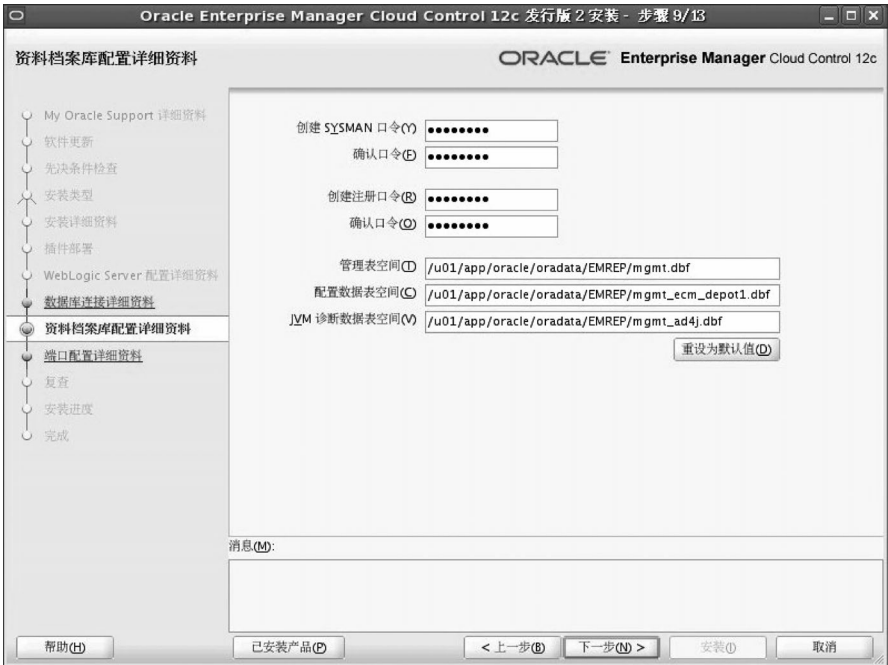 Oracle Enterprise Manager Cloud Control 12c 发行版 2 安装 - 步骤 9/13
资料档案库配置详细资料
ORACLE Enterprise Manager Cloud Control 12c
My Oracle Support 详细资料
软件更新
先决条件检查
安装类型
安装详细资料
插件部署
WebLogic Server 配置详细资料
数据库连接详细资料
资料档案库配置详细资料
端口配置详细资料
复查
安装进度
完成
创建 SYSMAN 口令(Y) ●●●●●●●●
确认口令(F) ●●●●●●●●
创建注册口令(R) ●●●●●●●●
确认口令(O) ●●●●●●●●
管理表空间(T) /u01/app/oracle/oradata/EMREP/mgmt.dbf
配置数据表空间(C) /u01/app/oracle/oradata/EMREP/mgmt_ecm_depot1.dbf
JVM 诊断数据表空间(V) /u01/app/oracle/oradata/EMREP/mgmt_ad4j.dbf
重设为默认值(D)
消息(M):
帮助(H) 已安装产品(P) < 上一步(B) 下一步(N) > 安装(I) 取消